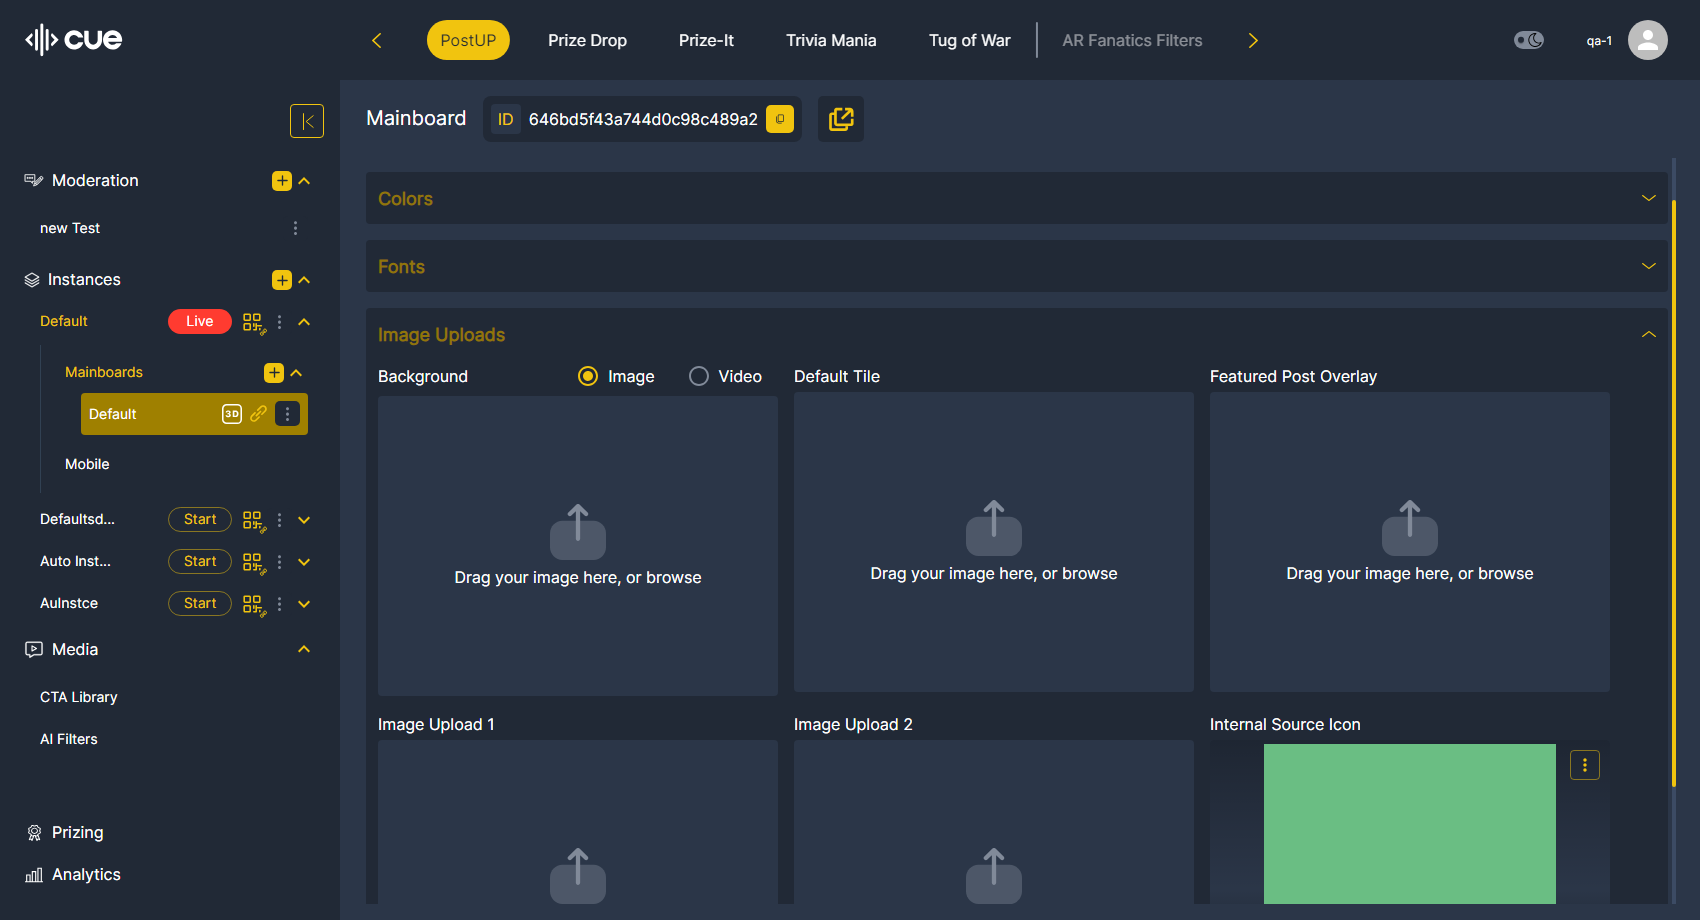 cue
PostUP
Prize Drop
Prize-It
Trivia Mania
Tug of War
AR Fanatics Filters
qa-1
Moderation
new Test
Instances
Default
Live
Mainboards
Default
3D
Mobile
Defaultsd...
Start
Auto Inst...
Start
AuInstce
Start
Media
CTA Library
AI Filters
Prizing
Analytics
Mainboard
ID 646bd5f43a744d0c98c489a2
Colors
Fonts
Image Uploads
Background
Image
Video
Default Tile
Featured Post Overlay
Drag your image here, or browse
Drag your image here, or browse
Drag your image here, or browse
Image Upload 1
Image Upload 2
Internal Source Icon